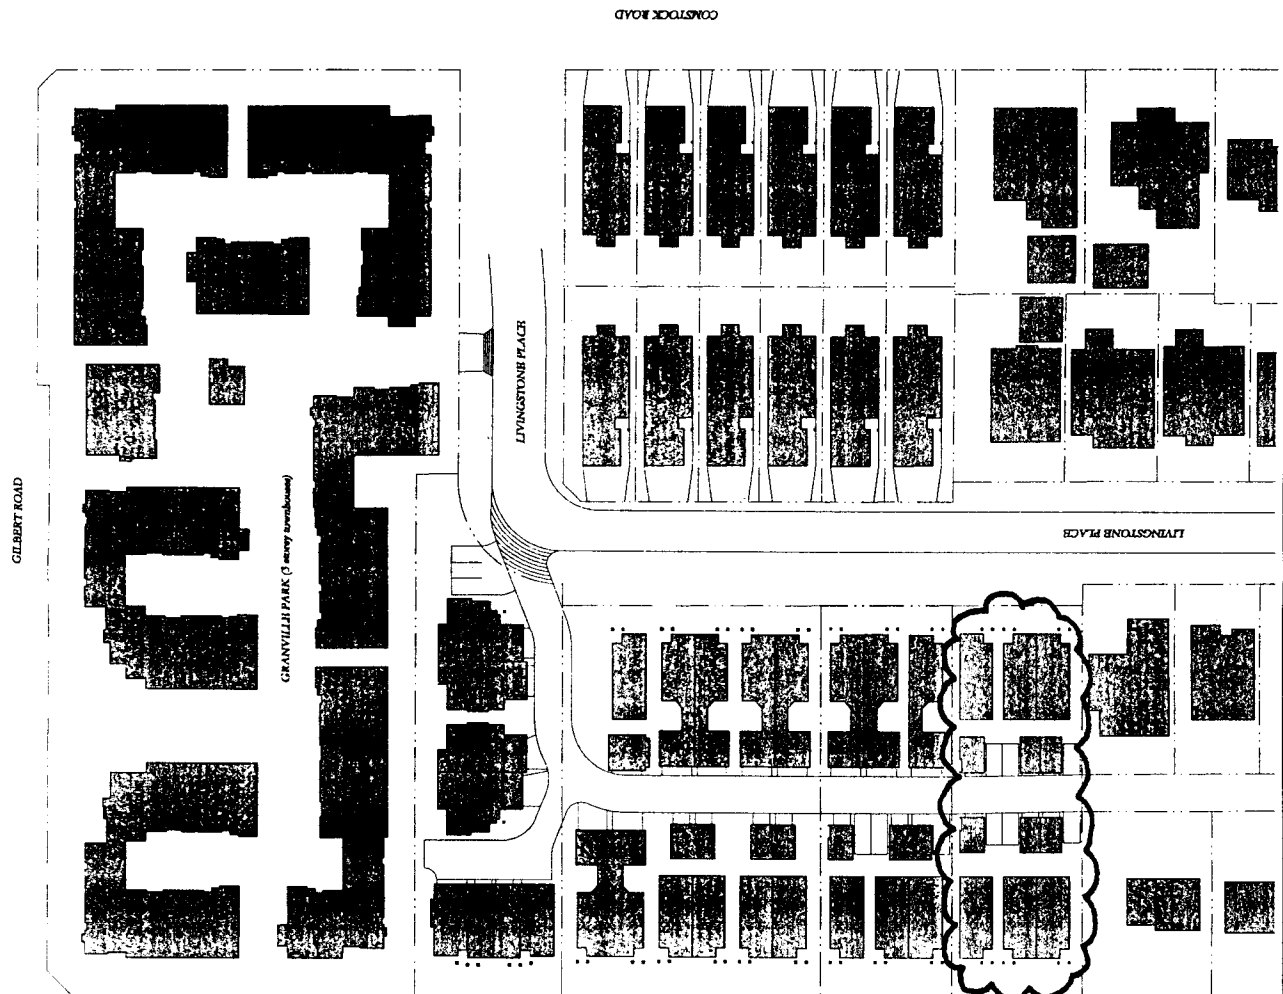 COMSTOCK ROAD
LIVINGSTONE PLACE
GILBERT ROAD
GRANVILLE PARK (3 storey townhouses)
LIVINGSTONE PLACE